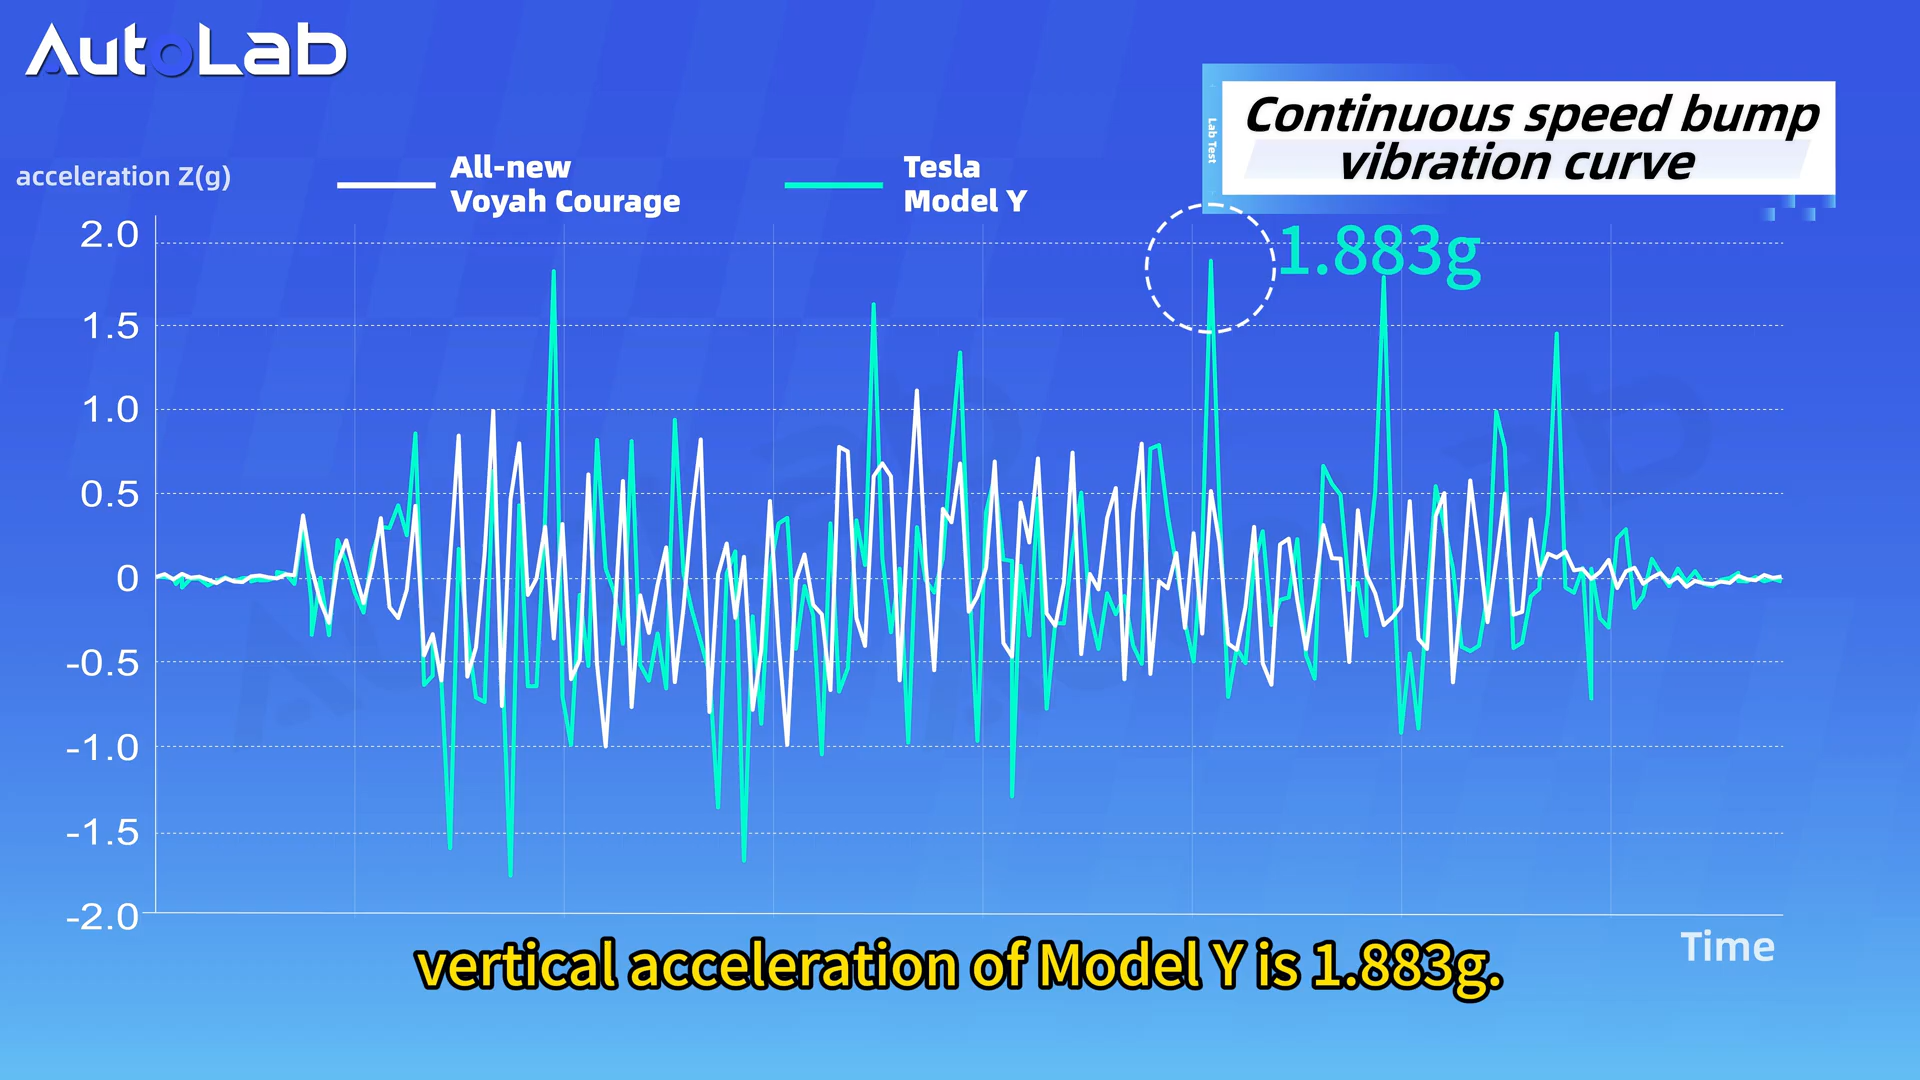 AutoLab
Lab Test
Continuous speed bump
vibration curve
acceleration Z(g)
All-new
Voyah Courage
Tesla
Model Y
1.883g
2.0
1.5
1.0
0.5
0
-0.5
-1.0
-1.5
-2.0
Time
vertical acceleration of Model Y is 1.883g.